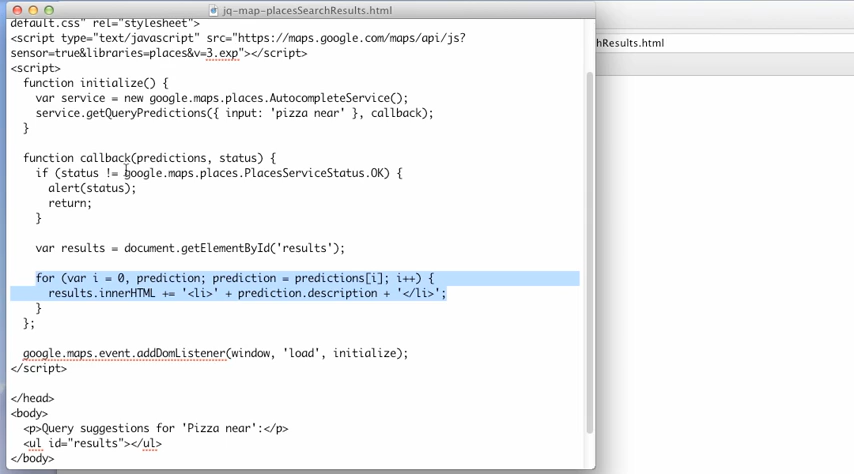 jq-map-placesSearchResults.html
default.css" rel="stylesheet">
<script type="text/javascript" src="https://maps.google.com/maps/api/js?
sensor=true&libraries=places&v=3.exp"></script>
<script>
  function initialize() {
    var service = new google.maps.places.AutocompleteService();
    service.getQueryPredictions({ input: 'pizza near' }, callback);
  }
  function callback(predictions, status) {
    if (status != google.maps.places.PlacesServiceStatus.OK) {
      alert(status);
      return;
    }
    var results = document.getElementById('results');
    for (var i = 0, prediction; prediction = predictions[i]; i++) {
      results.innerHTML += '<li>' + prediction.description + '</li>';
    }
  };
  google.maps.event.addDomListener(window, 'load', initialize);
</script>
</head>
<body>
  <p>Query suggestions for 'Pizza near':</p>
  <ul id="results"></ul>
</body>
hResults.html